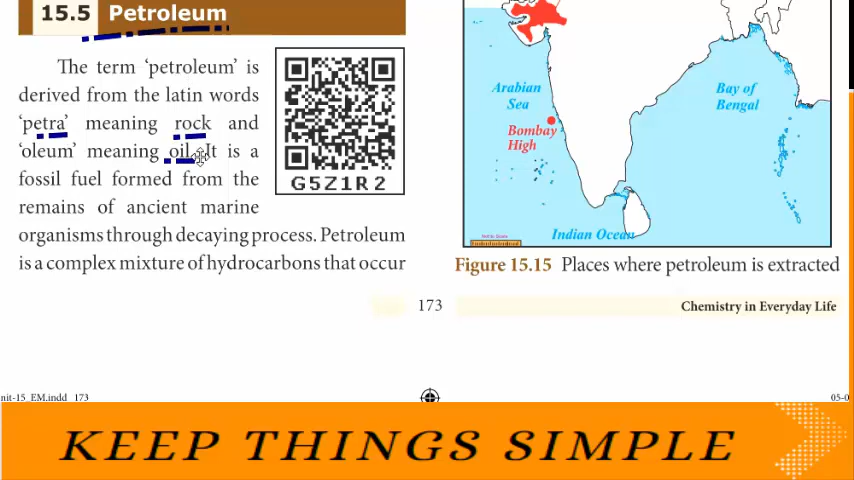 15.5 Petroleum
The term ‘petroleum’ is
derived from the latin words
‘petra’ meaning rock and
‘oleum’ meaning oil. It is a
fossil fuel formed from the
remains of ancient marine
organisms through decaying process. Petroleum
is a complex mixture of hydrocarbons that occur
G5Z1R2
Arabian
Sea
Bay of
Bengal
Bombay
High
Indian Ocean
Figure 15.15 Places where petroleum is extracted
173
Chemistry in Everyday Life
nit-15_EM.indd 173
05-0
KEEP THINGS SIMPLE